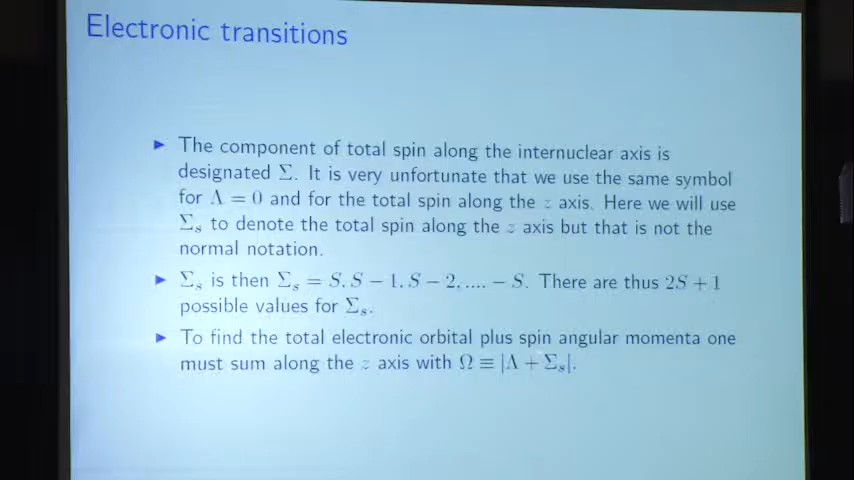 Electronic transitions
▶ The component of total spin along the internuclear axis is
designated Σ. It is very unfortunate that we use the same symbol
for Λ = 0 and for the total spin along the z axis. Here we will use
Σₛ to denote the total spin along the z axis but that is not the
normal notation.
▶ Σₛ is then Σₛ = S, S − 1, S − 2, .... − S. There are thus 2S + 1
possible values for Σₛ.
▶ To find the total electronic orbital plus spin angular momenta one
must sum along the z axis with Ω ≡ |Λ + Σₛ|.